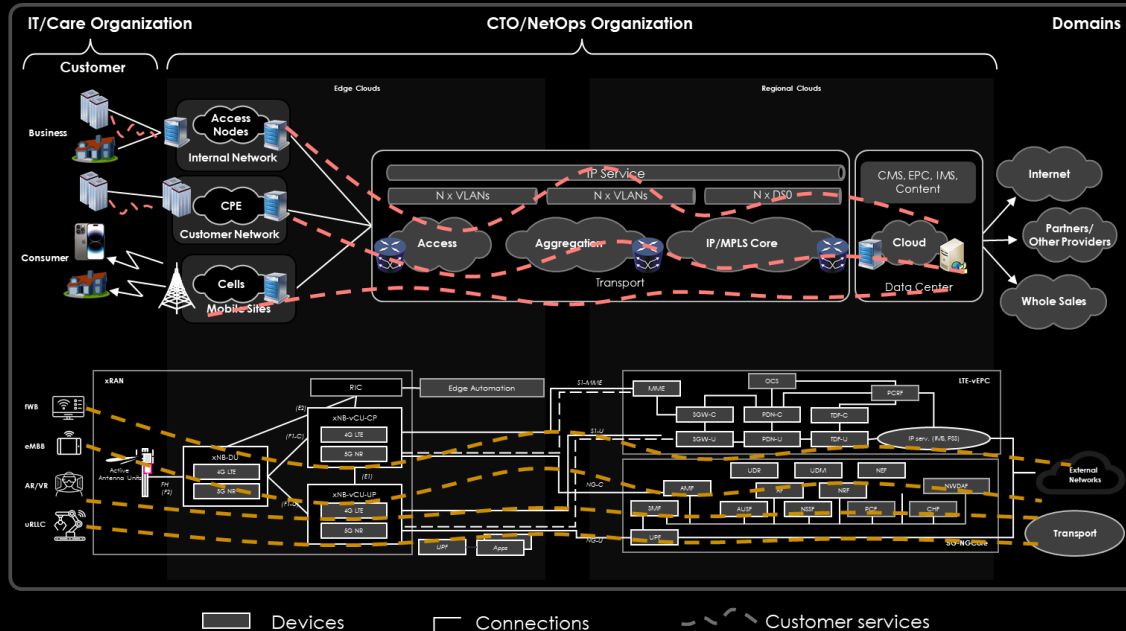 IT/Care Organization
CTO/NetOps Organization
Domains
Customer
Edge Clouds
Regional Clouds
Business
Access
Nodes
Internal Network
IP Service
N x VLANs
N x VLANs
N x DS0
CMS, EPC, IMS,
Content
Internet
CPE
Customer Network
Access
Aggregation
IP/MPLS Core
Cloud
Partners/
Other Providers
Consumer
Cells
Mobile Sites
Transport
Data Center
Whole Sales
xRAN
RIC
Edge Automation
S1-MME
MME
OCS
LTE-vEPC
PCRF
fWB
(E2)
xNB-vCU-CP
SGW-C
PDN-C
TDF-C
(F1-C)
4G LTE
S1-U
eMBB
xNB-DU
5G NR
SGW-U
PDN-U
TDF-U
4G LTE
(E1)
UDR
UDM
NEF
External
Networks
Active
Antenna Units
FH
(F2)
5G NR
xNB-vCU-UP
NG-C
AMF
AF
NRF
NWDAF
AR/VR
(F1-U)
4G LTE
SMF
AUSF
NSSF
PCF
CHF
uRLLC
5G NR
UPF
Transport
UPF
Apps
NG-U
5G-NGCore
Devices
Connections
Customer services